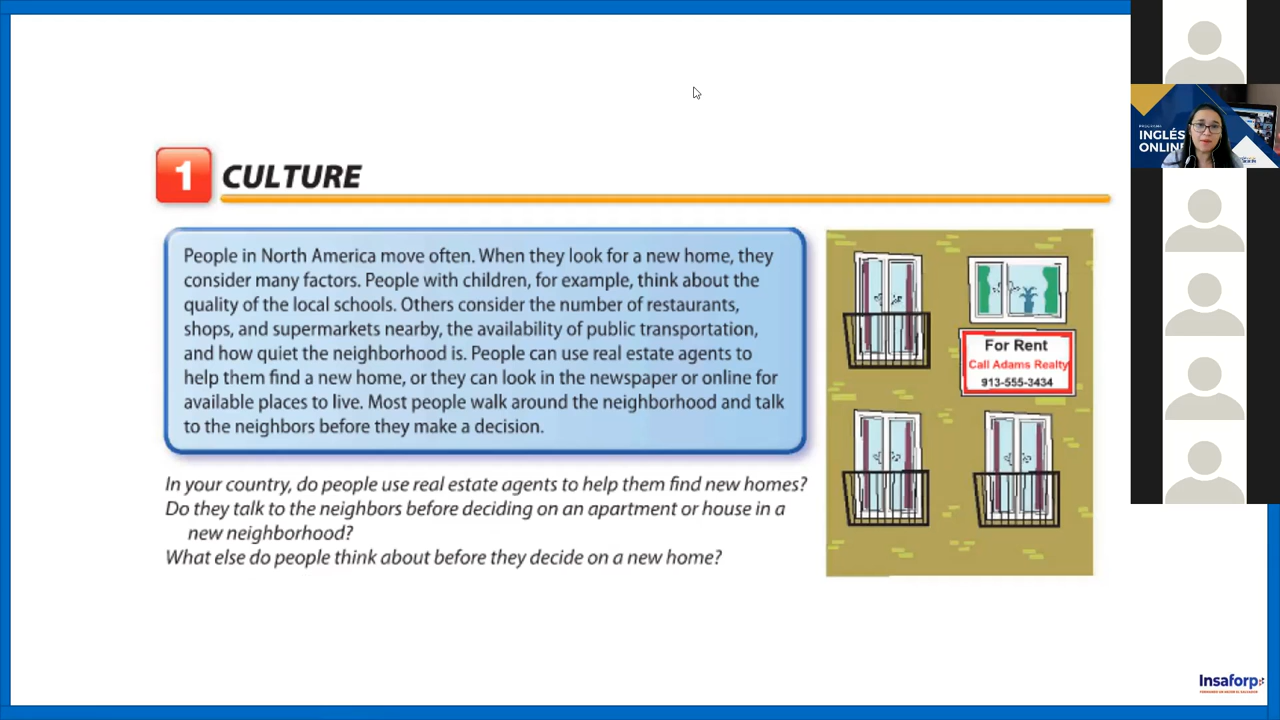 1 CULTURE
People in North America move often. When they look for a new home, they
consider many factors. People with children, for example, think about the
quality of the local schools. Others consider the number of restaurants,
shops, and supermarkets nearby, the availability of public transportation,
and how quiet the neighborhood is. People can use real estate agents to
help them find a new home, or they can look in the newspaper or online for
available places to live. Most people walk around the neighborhood and talk
to the neighbors before they make a decision.
In your country, do people use real estate agents to help them find new homes?
Do they talk to the neighbors before deciding on an apartment or house in a
new neighborhood?
What else do people think about before they decide on a new home?
For Rent
Call Adams Realty
913-555-3434
INGLÉS
ONLIN
Insaforp